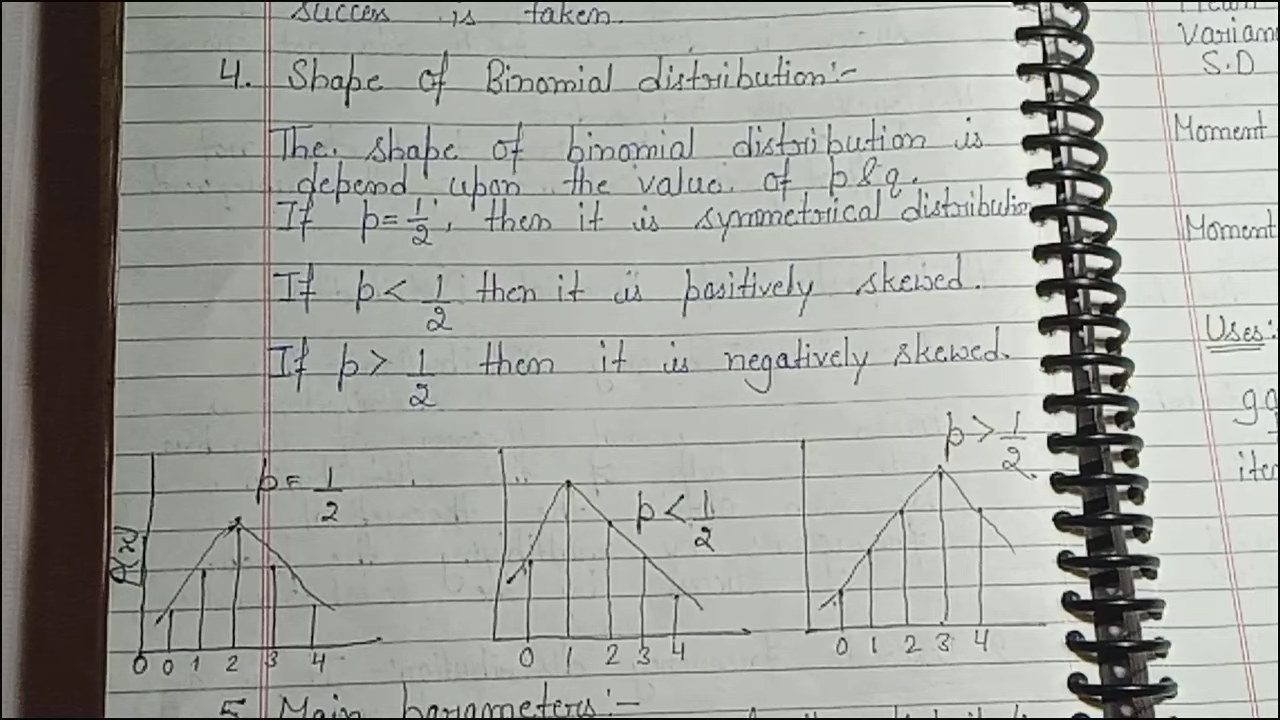 success is taken.
4. Shape of Binomial distribution:-
The shape of binomial distribution is
depend upon the value of p & q.
If p = 1/2, then it is symmetrical distribution
If p < 1/2 then it is positively skewed.
If p > 1/2 then it is negatively skewed.
p = 1/2
p < 1/2
p > 1/2
P(x)
0 0 1 2 3 4
0 1 2 3 4
0 1 2 3 4
5. Main parameters:-
Varian
S.D
Moment
Moment
Uses: